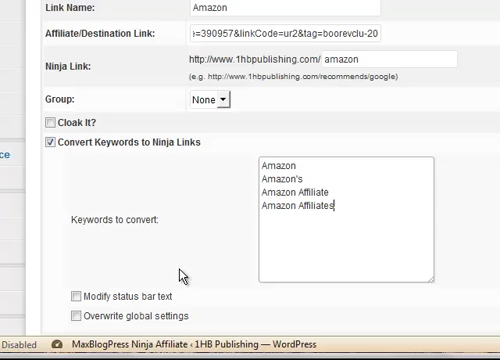 Link Name: Amazon
Affiliate/Destination Link: =390957&linkCode=ur2&tag=boorevclu-20
Ninja Link: http://www.1hbpublishing.com/ amazon
(e.g. http://www.1hbpublishing.com/recommends/google)
Group: None
Cloak It?
Convert Keywords to Ninja Links
ce
Amazon
Amazon's
Amazon Affiliate
Amazon Affiliates
Keywords to convert:
Modify status bar text
Overwrite global settings
Disabled MaxBlogPress Ninja Affiliate ‹ 1HB Publishing — WordPress